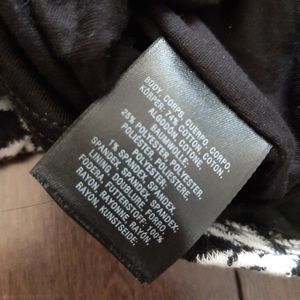 BODY, CORPS, CUERPO, CORPO,
KÖRPER: 74% COTTON, COTON,
ALGODÓN, COTONE,
BAUMWOLLE.
25% POLYESTER, POLYESTER,
POLIÉSTER, POLIESTERE,
POLYESTER.
1% SPANDEX, SPANDEX,
SPANDEX, SPANDEX, SPANDEX.
LINING, DOUBLURE, FORRO,
FODERA, FUTTERSTOFF: 100%
RAYON, RAYONNE, RAYÓN,
RAYON, KUNSTSEIDE.